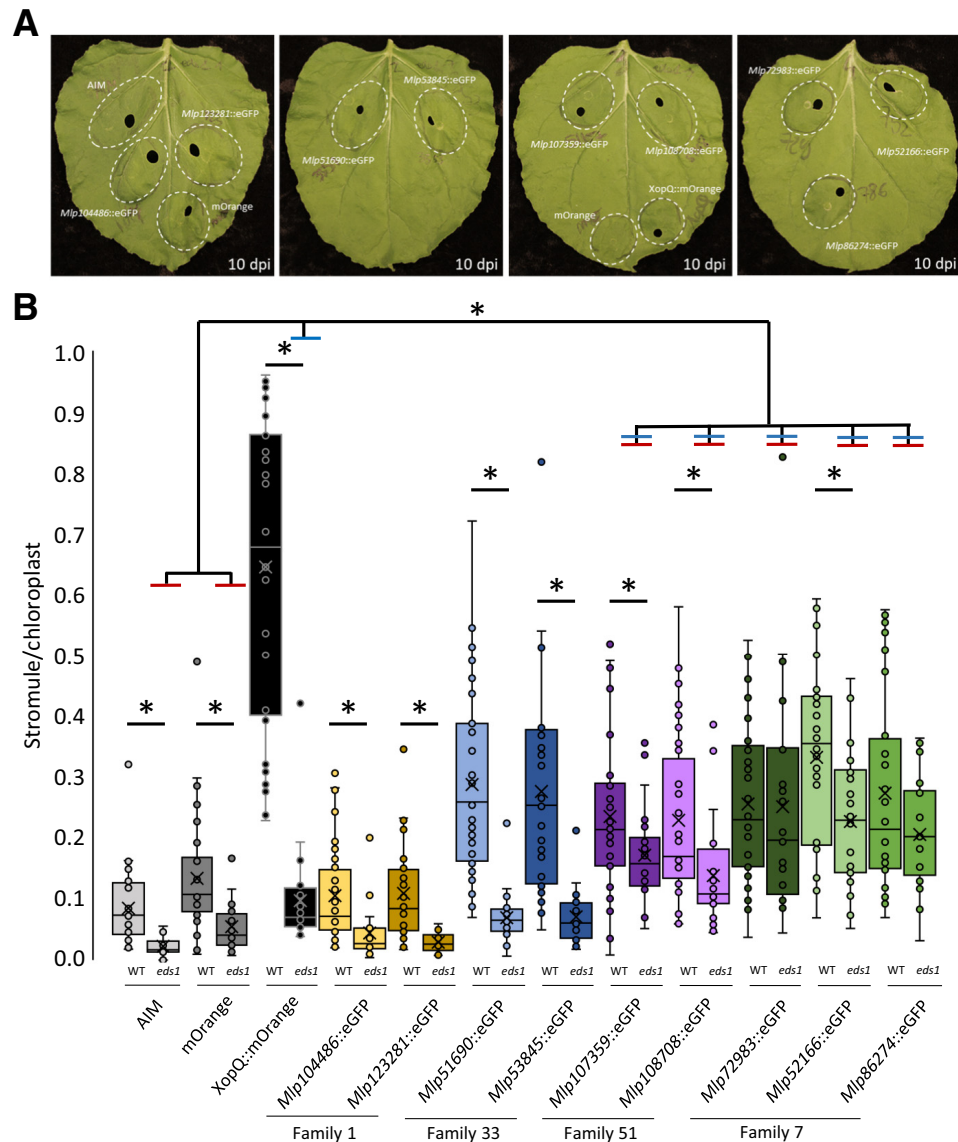 A
AIM
Mlp123281::eGFP
Mlp104486::eGFP
mOrange
10 dpi
Mlp53845::eGFP
Mlp51690::eGFP
10 dpi
Mlp107359::eGFP
Mlp108708::eGFP
XopQ::mOrange
mOrange
10 dpi
Mlp72983::eGFP
Mlp52166::eGFP
Mlp86274::eGFP
10 dpi
B
*
*
* * *
* *
* * * *
Stromule/chloroplast
1.0
0.9
0.8
0.7
0.6
0.5
0.4
0.3
0.2
0.1
0.0
WT eds1 WT eds1 WT eds1 WT eds1 WT eds1 WT eds1 WT eds1 WT eds1 WT eds1 WT eds1 WT eds1 WT eds1
AIM
mOrange
XopQ::mOrange
Mlp104486::eGFP
Mlp123281::eGFP
Mlp51690::eGFP
Mlp53845::eGFP
Mlp107359::eGFP
Mlp108708::eGFP
Mlp72983::eGFP
Mlp52166::eGFP
Mlp86274::eGFP
Family 1 Family 33 Family 51 Family 7